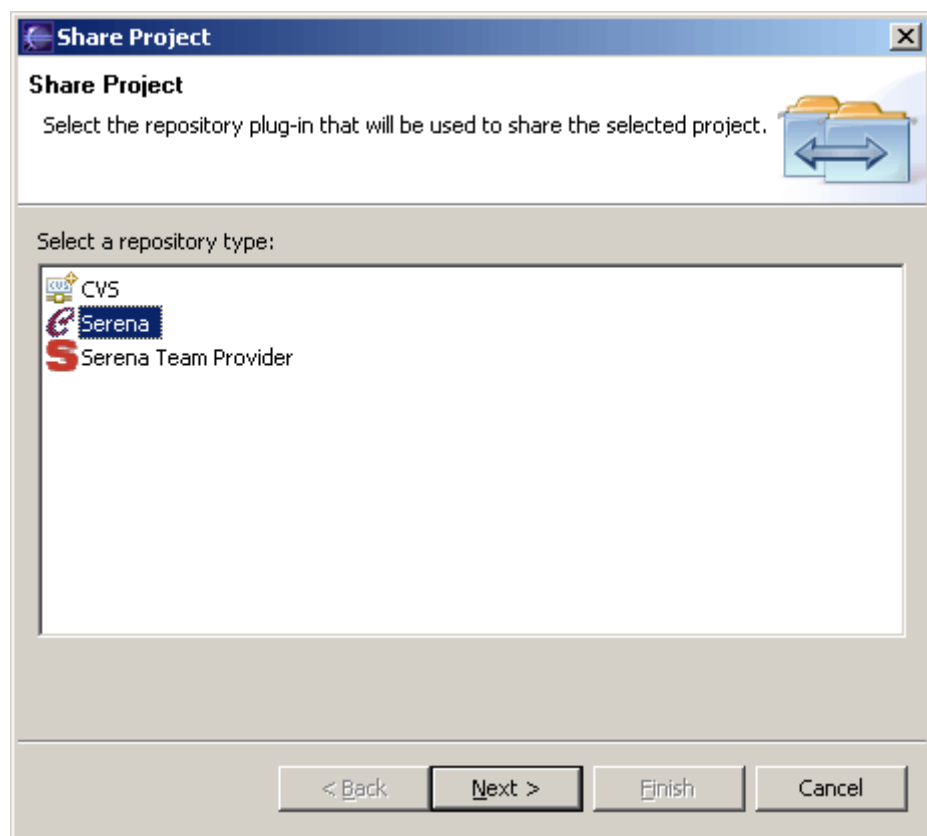 Share Project
Share Project
Select the repository plug-in that will be used to share the selected project.
Select a repository type:
CVS
Serena
Serena Team Provider
< Back
Next >
Finish
Cancel